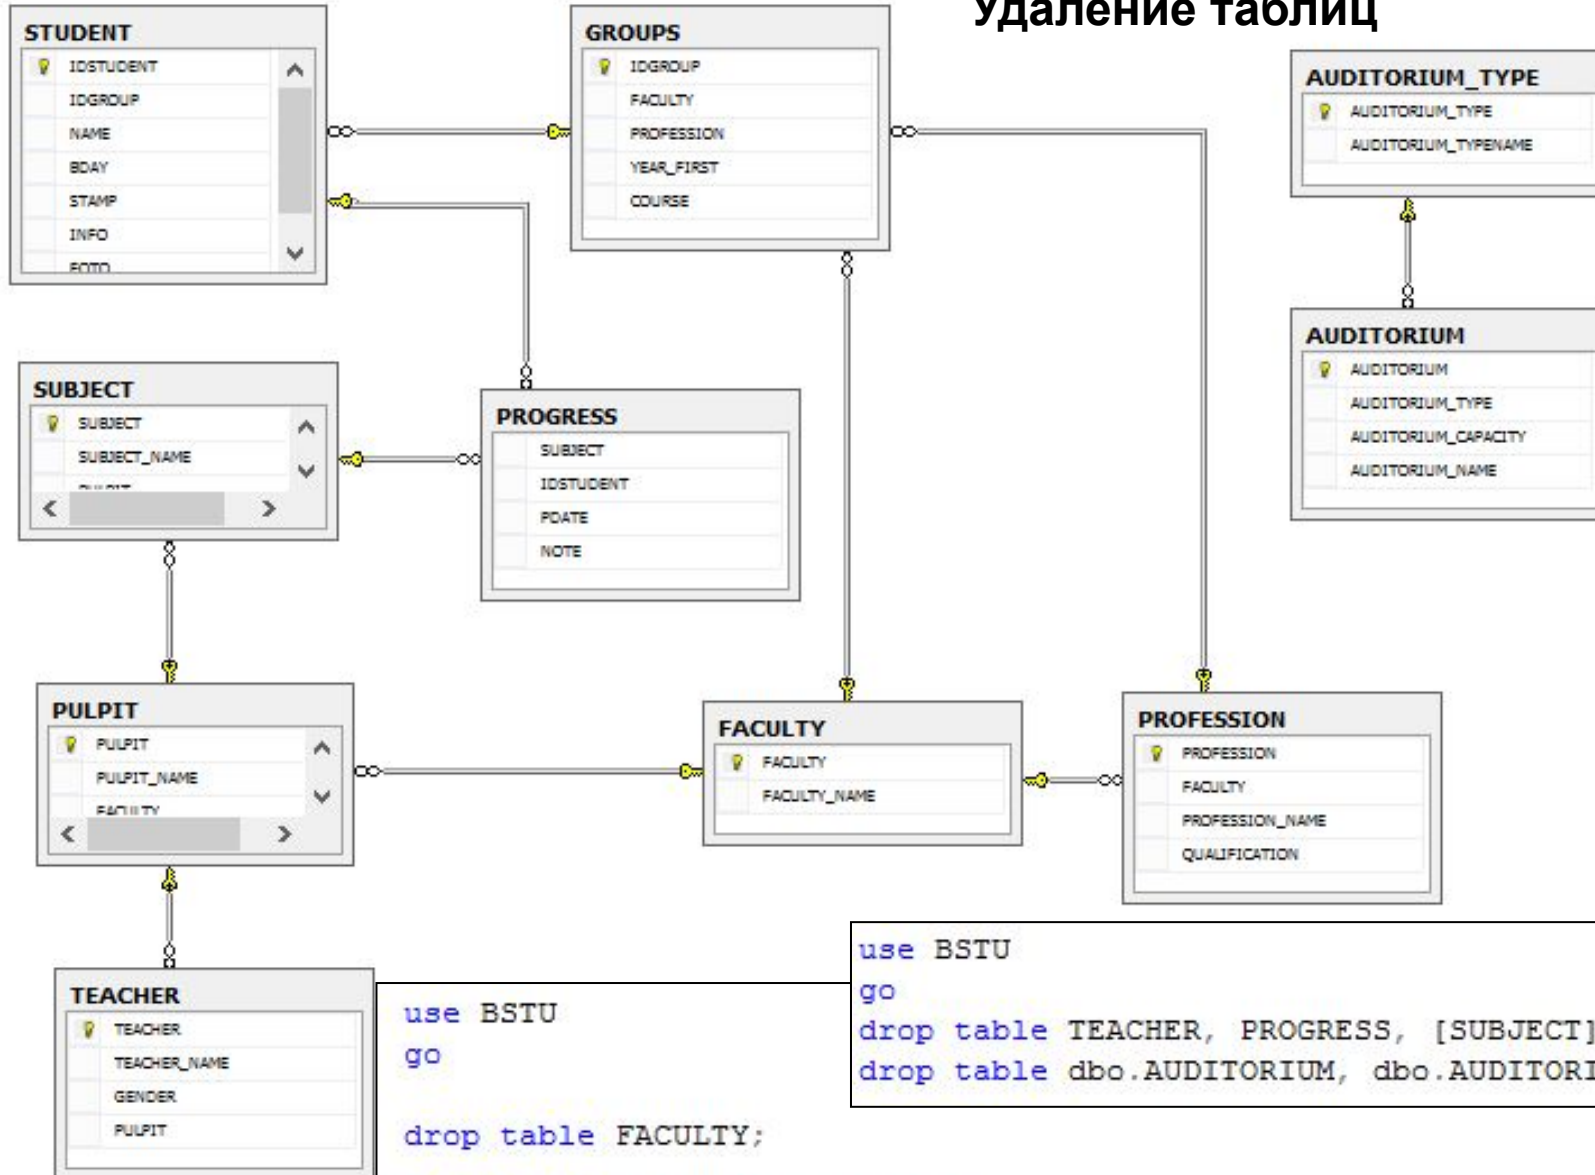 Удаление таблиц
STUDENT
IDSTUDENT
IDGROUP
NAME
BDAY
STAMP
INFO
FOTO
GROUPS
IDGROUP
FACULTY
PROFESSION
YEAR_FIRST
COURSE
AUDITORIUM_TYPE
AUDITORIUM_TYPE
AUDITORIUM_TYPENAME
AUDITORIUM
AUDITORIUM
AUDITORIUM_TYPE
AUDITORIUM_CAPACITY
AUDITORIUM_NAME
SUBJECT
SUBJECT
SUBJECT_NAME
PULPIT
PROGRESS
SUBJECT
IDSTUDENT
PDATE
NOTE
PULPIT
PULPIT
PULPIT_NAME
FACULTY
FACULTY
FACULTY
FACULTY_NAME
PROFESSION
PROFESSION
FACULTY
PROFESSION_NAME
QUALIFICATION
TEACHER
TEACHER
TEACHER_NAME
GENDER
PULPIT
use BSTU
go
drop table FACULTY;
use BSTU
go
drop table TEACHER, PROGRESS, [SUBJECT]
drop table dbo.AUDITORIUM, dbo.AUDITORI